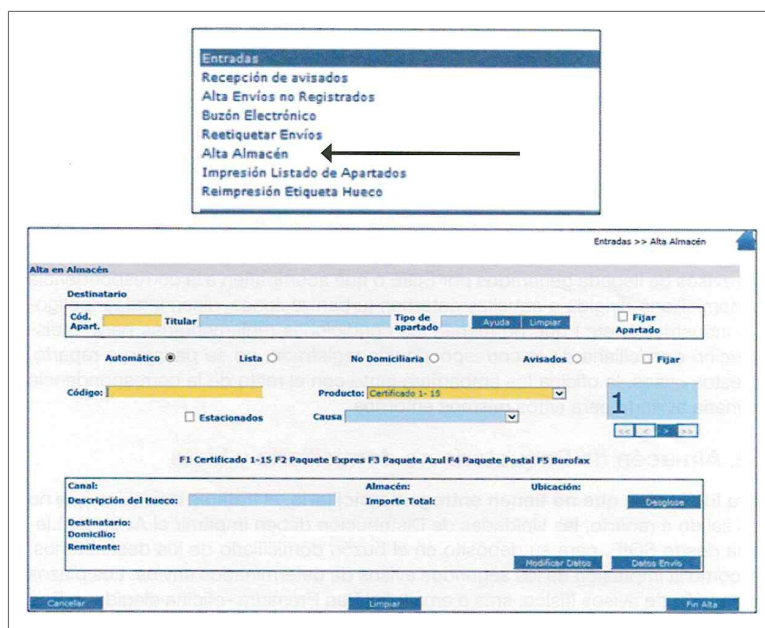 Entradas
Recepción de avisados
Alta Envíos no Registrados
Buzón Electrónico
Reetiquetar Envíos
Alta Almacén
Impresión Listado de Apartados
Reimpresión Etiqueta Hueco
Entradas >> Alta Almacén
Alta en Almacén
Destinatario
Cód. Apart. Titular Tipo de apartado Ayuda Limpiar Fijar Apartado
Automático Lista No Domiciliaria Avisados Fijar
Código: Producto: Certificado 1- 15 1
Estacionados Causa << < > >>
F1 Certificado 1-15 F2 Paquete Expres F3 Paquete Azul F4 Paquete Postal F5 Burofax
Canal: Almacén: Ubicación:
Descripción del Hueco: Importe Total: Desglose
Destinatario:
Domicilio:
Remitente:
Modificar Datos Datos Envío
Cancelar Limpiar Fin Alta